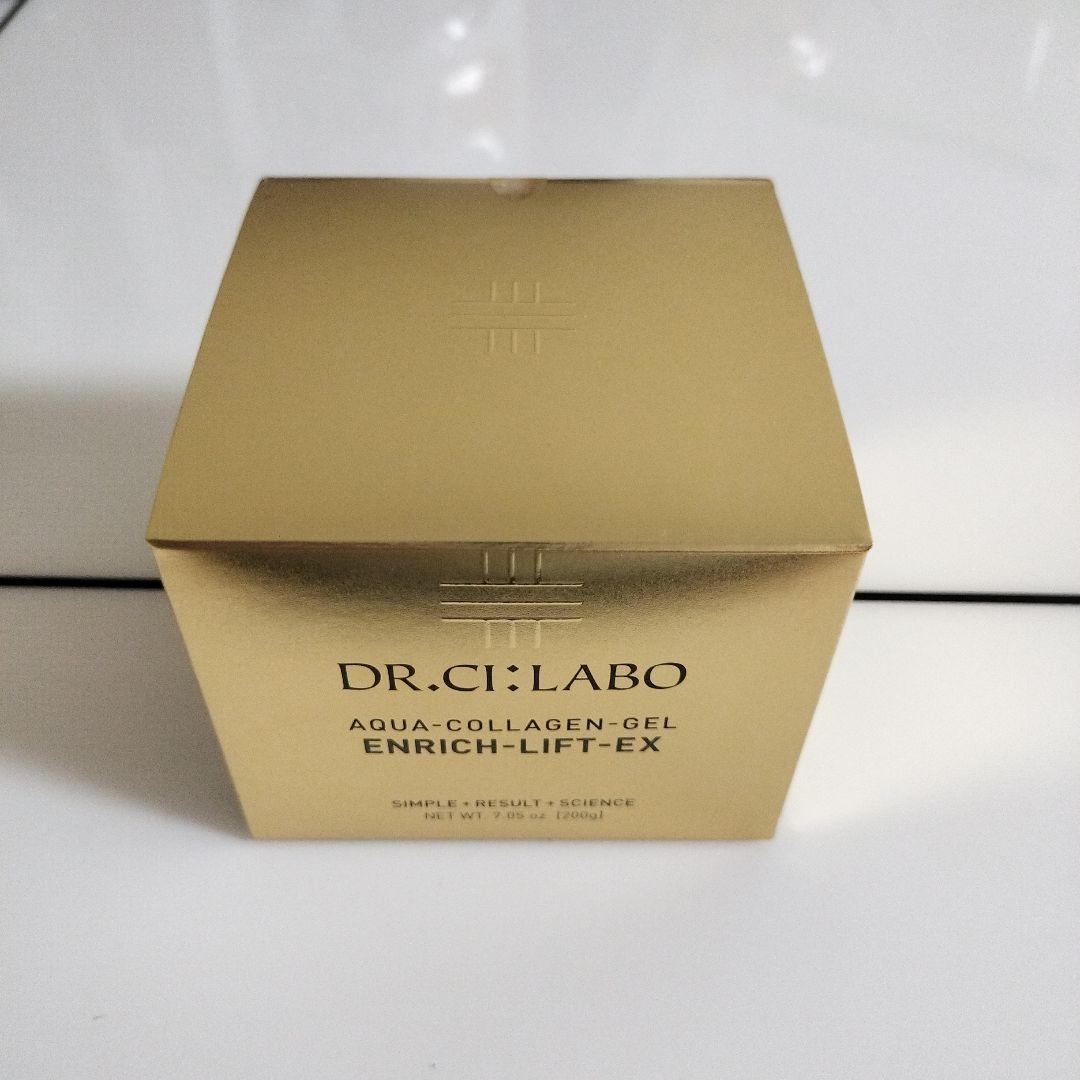 DR.CI:LABO
AQUA-COLLAGEN-GEL
ENRICH-LIFT-EX
SIMPLE + RESULT + SCIENCE
NET WT. 7.05 oz [200g]